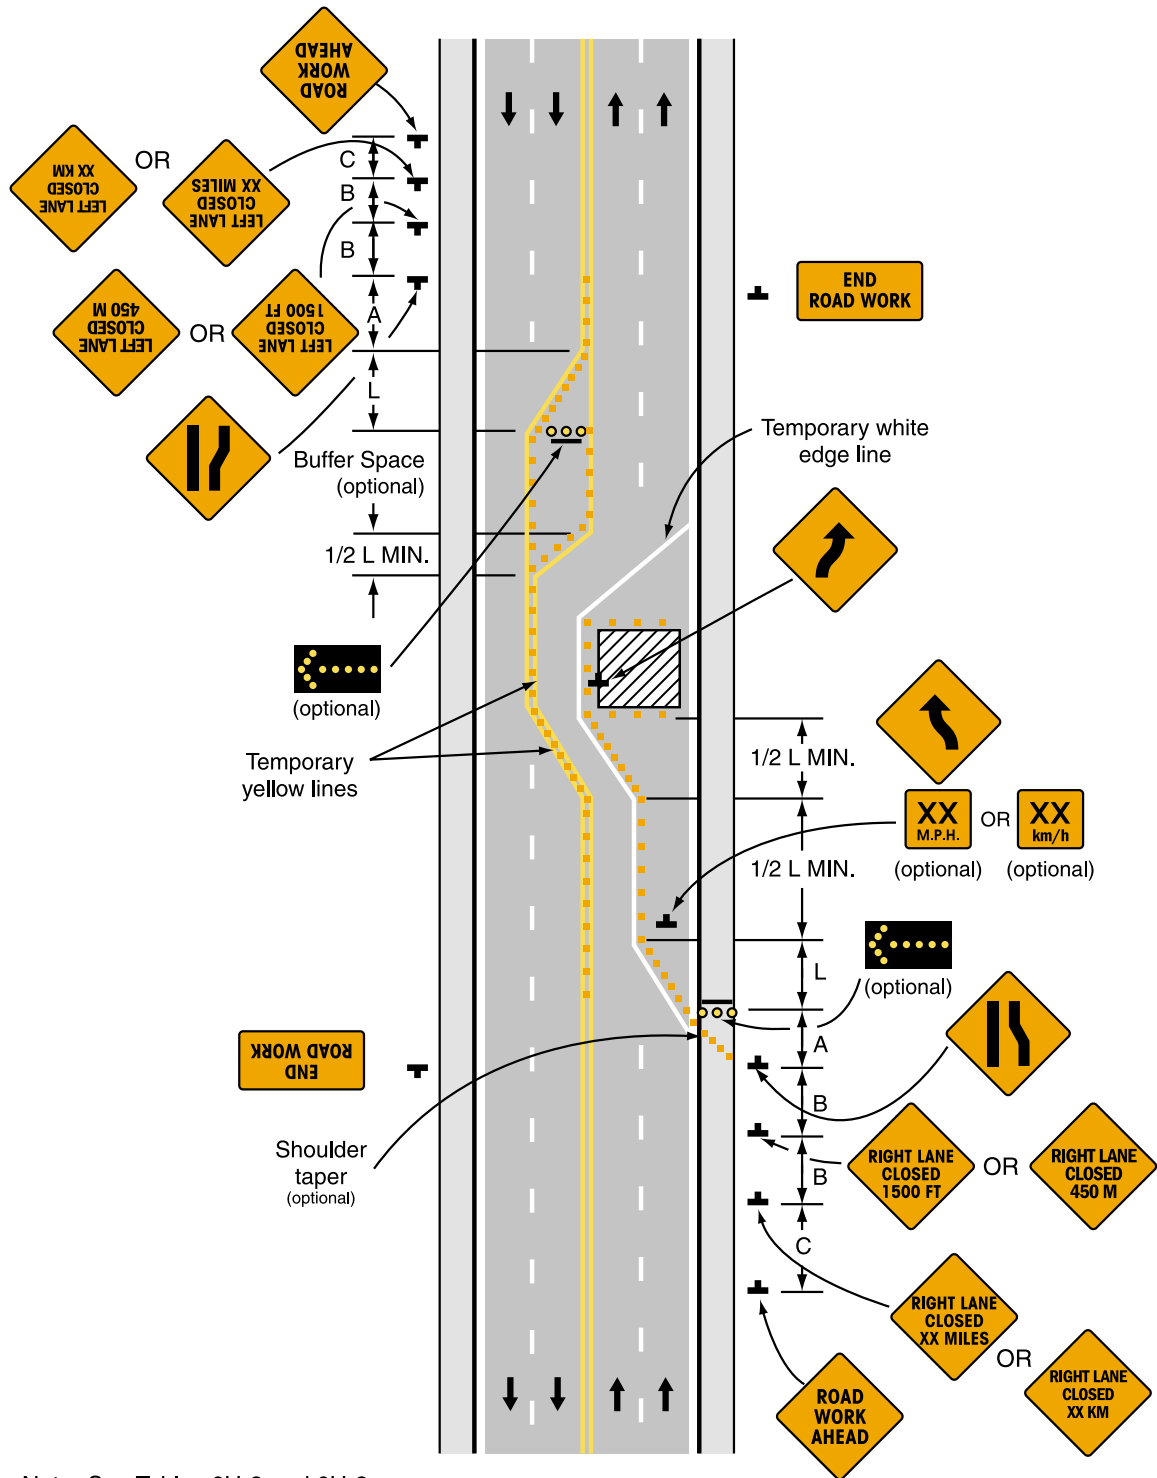 ROAD
WORK
AHEAD
LEFT LANE
CLOSED
XX KM
OR
LEFT LANE
CLOSED
XX MILES
C
B
B
A
L
LEFT LANE
CLOSED
450 M
OR
LEFT LANE
CLOSED
1500 FT
END
ROAD WORK
Buffer Space
(optional)
1/2 L MIN.
Temporary white
edge line
(optional)
Temporary
yellow lines
1/2 L MIN.
XX
M.P.H.
OR
XX
km/h
(optional)
(optional)
1/2 L MIN.
(optional)
L
A
B
B
C
END
ROAD WORK
Shoulder
taper
(optional)
RIGHT LANE
CLOSED
1500 FT
OR
RIGHT LANE
CLOSED
450 M
RIGHT LANE
CLOSED
XX MILES
OR
RIGHT LANE
CLOSED
XX KM
ROAD
WORK
AHEAD